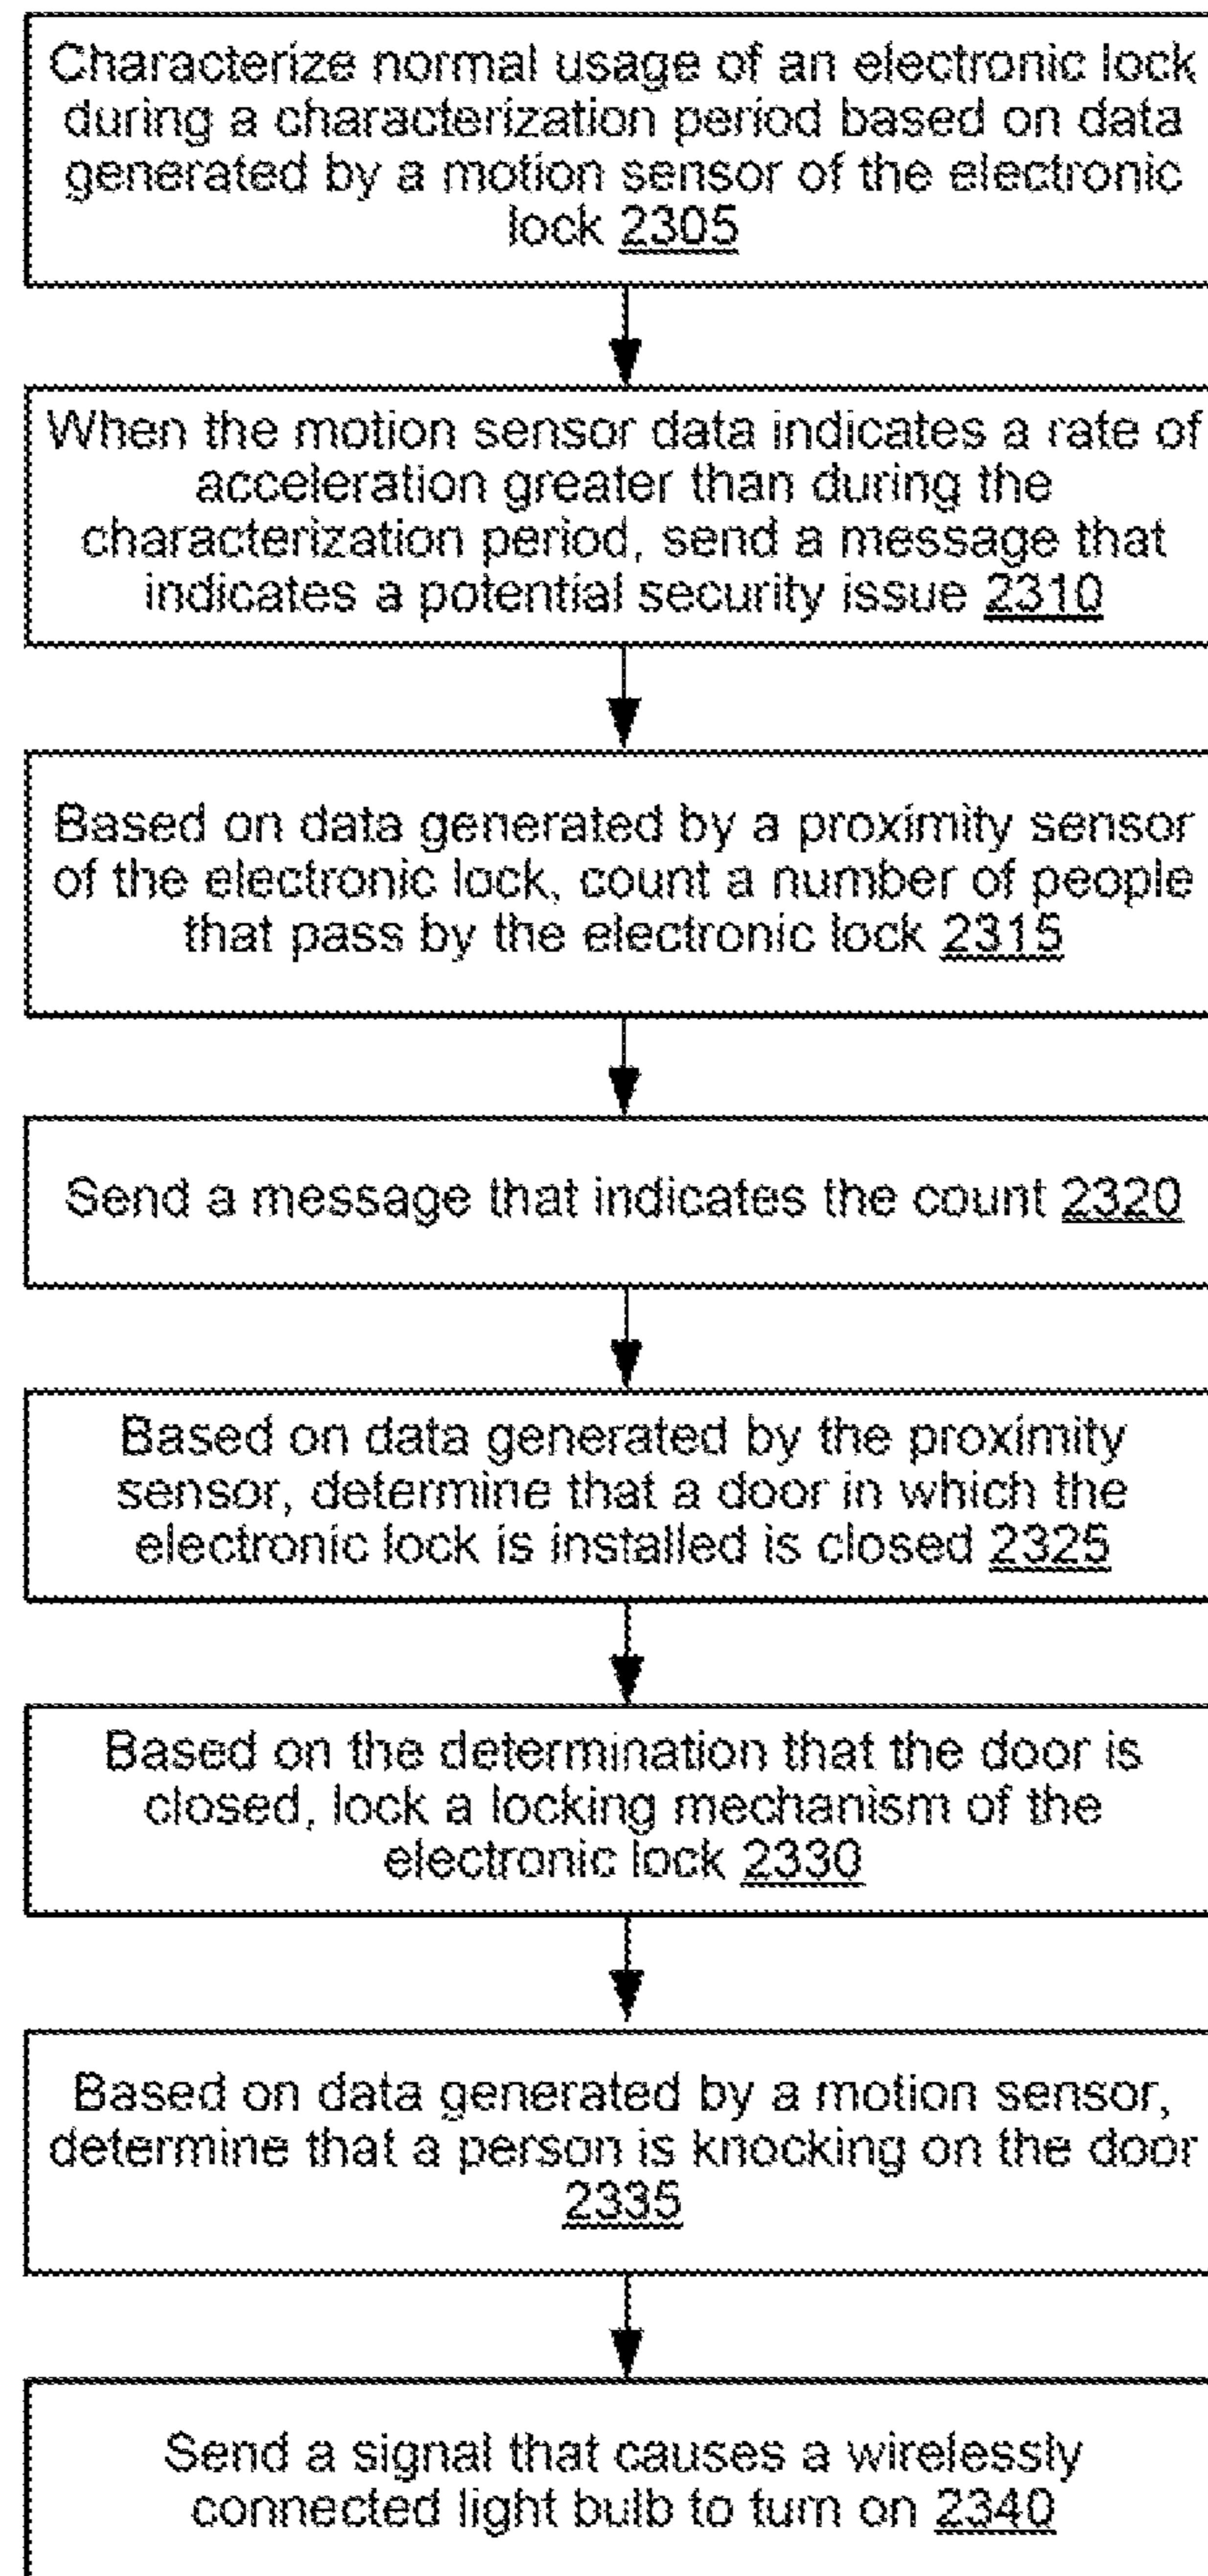 Characterize normal usage of an electronic lock
during a characterization period based on data
generated by a motion sensor of the electronic
lock 2305
When the motion sensor data indicates a rate of
acceleration greater than during the
characterization period, send a message that
indicates a potential security issue 2310
Based on data generated by a proximity sensor
of the electronic lock, count a number of people
that pass by the electronic lock 2315
Send a message that indicates the count 2320
Based on data generated by the proximity
sensor, determine that a door in which the
electronic lock is installed is closed 2325
Based on the determination that the door is
closed, lock a locking mechanism of the
electronic lock 2330
Based on data generated by a motion sensor,
determine that a person is knocking on the door
2335
Send a signal that causes a wirelessly
connected light bulb to turn on 2340